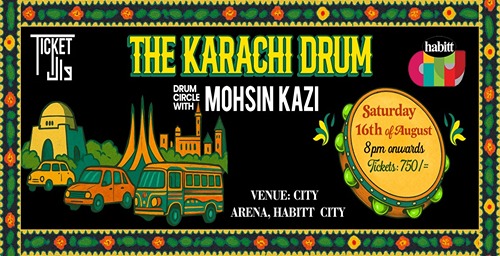 TICKET
والا
THE KARACHI DRUM
habitt
City
DRUM
CIRCLE
WITH
MOHSIN KAZI
Saturday
16th of August
8pm onwards
Tickets: 750/=
VENUE: CITY
ARENA, HABITT CITY